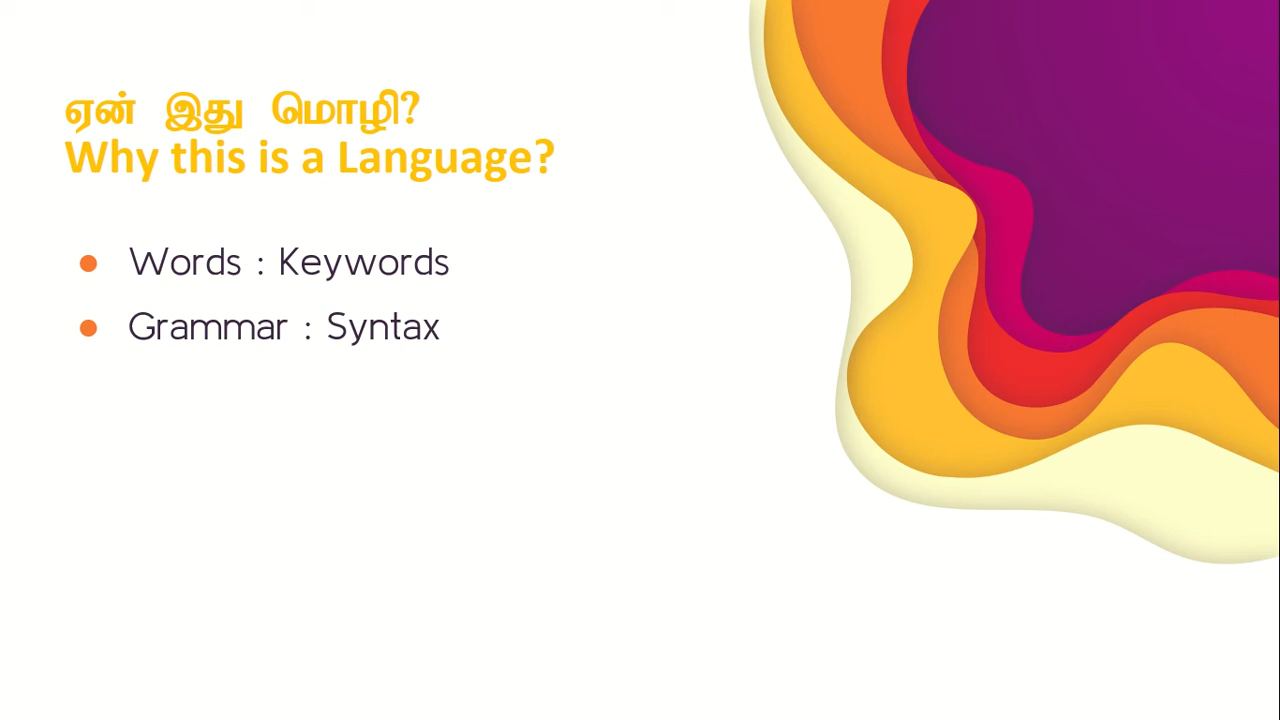 ஏன் இது மொழி?
Why this is a Language?
Words : Keywords
Grammar : Syntax